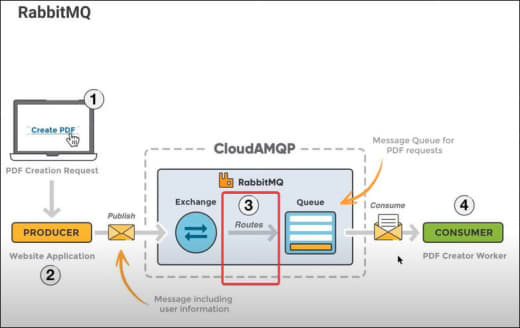 RabbitMQ
1
Create PDF
PDF Creation Request
CloudAMQP
Message Queue for
PDF requests
RabbitMQ
Exchange
3
Queue
Routes
Publish
Consume
4
PRODUCER
CONSUMER
Website Application
PDF Creator Worker
2
Message including
user information